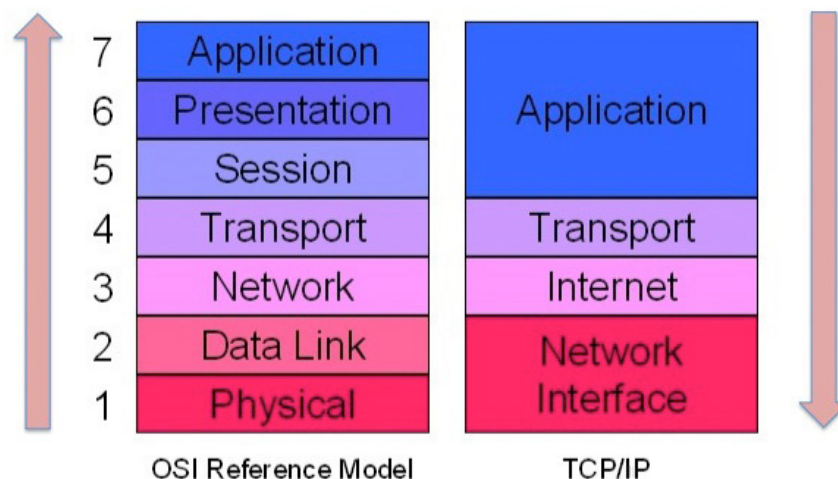 7 Application
6 Presentation
5 Session
4 Transport
3 Network
2 Data Link
1 Physical
OSI Reference Model
Application
Transport
Internet
Network
Interface
TCP/IP